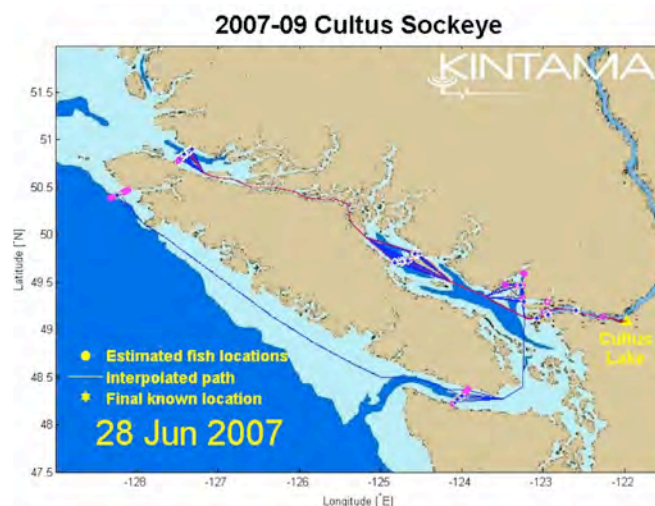 2007-09 Cultus Sockeye
KINTAMA
51.5
51
50.5
50
49.5
49
48.5
48
47.5
Latitude [°N]
Cultus
Lake
Estimated fish locations
Interpolated path
Final known location
28 Jun 2007
-128
-127
-126
-125
-124
-123
-122
Longitude [°E]